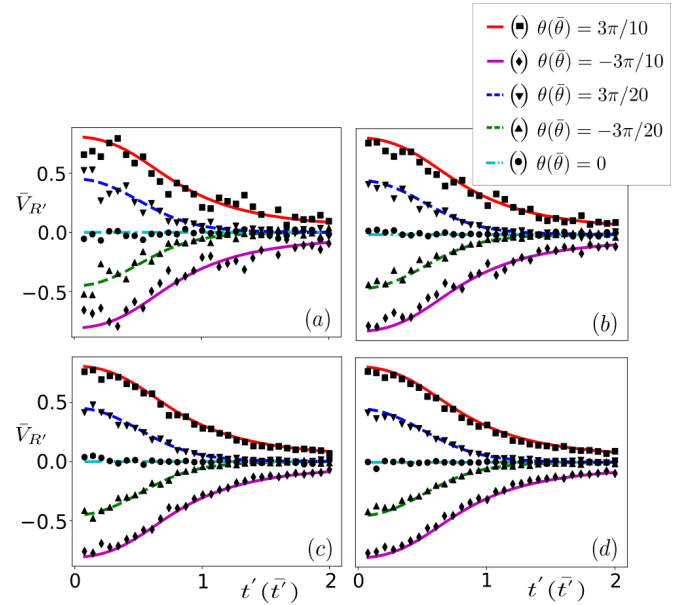 (■) θ(θ̄) = 3π/10
(♦) θ(θ̄) = −3π/10
(▼) θ(θ̄) = 3π/20
(▲) θ(θ̄) = −3π/20
(●) θ(θ̄) = 0
0.5
V̄R′
0.0
−0.5
(a)
(b)
0.5
V̄R′
0.0
−0.5
(c)
(d)
0 1 2 0 1 2
t′(t̄′) t′(t̄′)